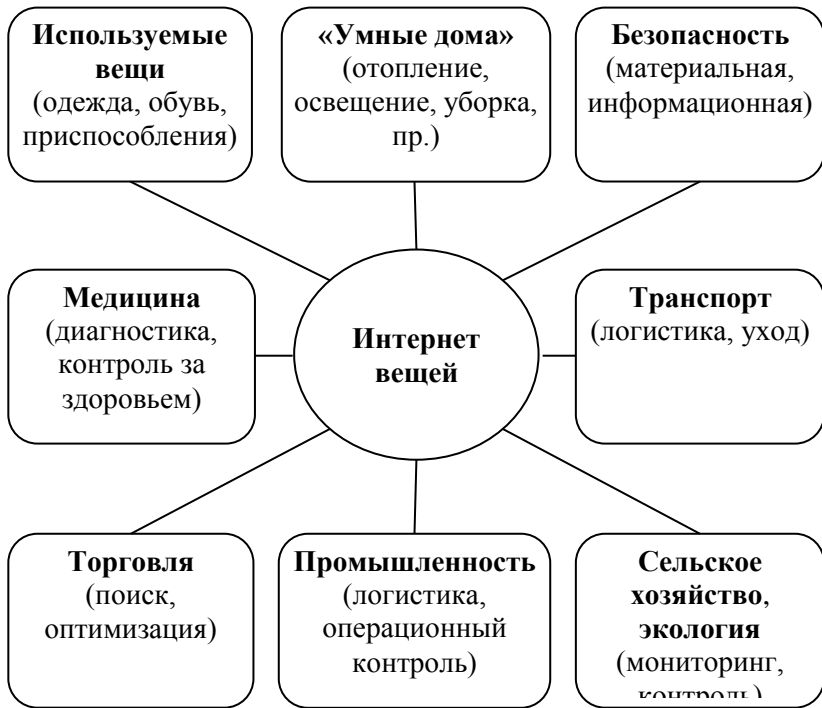 Используемые
вещи
(одежда, обувь,
приспособления)
«Умные дома»
(отопление,
освещение, уборка,
пр.)
Безопасность
(материальная,
информационная)
Медицина
(диагностика,
контроль за
здоровьем)
Интернет
вещей
Транспорт
(логистика, уход)
Торговля
(поиск,
оптимизация)
Промышленность
(логистика,
операционный
контроль)
Сельское
хозяйство,
экология
(мониторинг,
контроль)